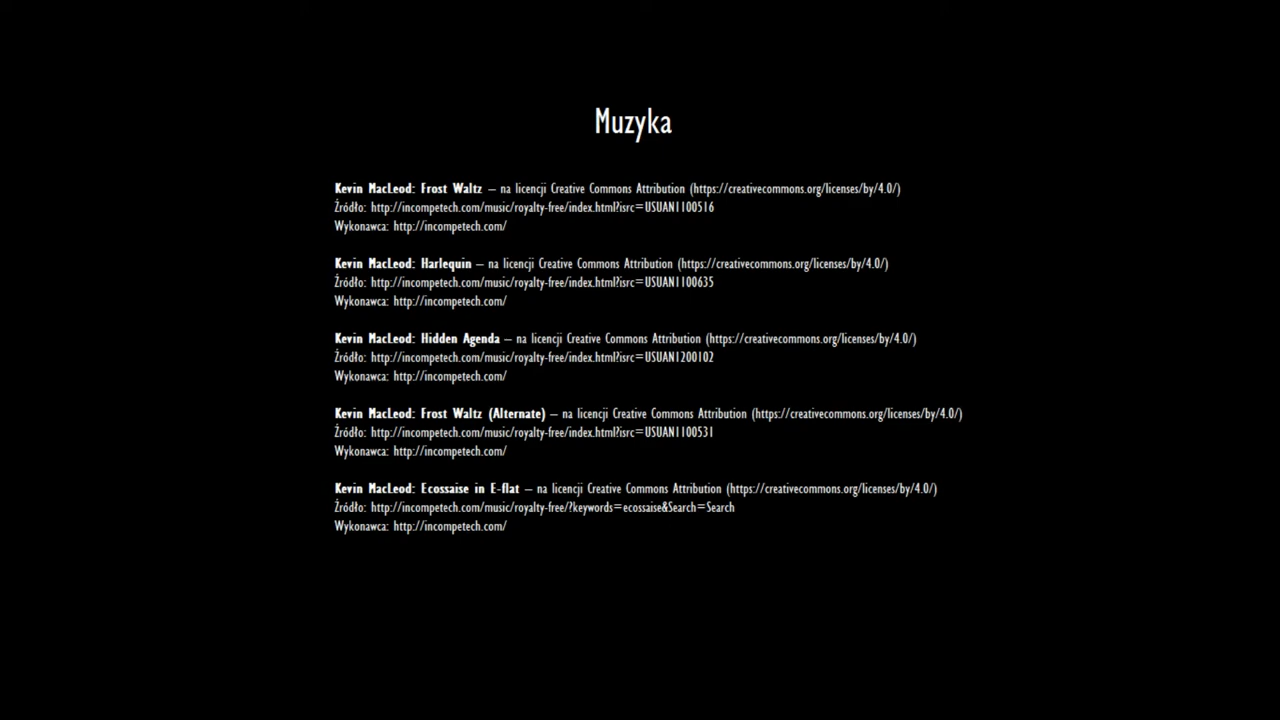 Muzyka
Kevin MacLeod: Frost Waltz – na licencji Creative Commons Attribution (https://creativecommons.org/licenses/by/4.0/)
Źródło: http://incompetech.com/music/royalty-free/index.html?isrc=USUAN1100516
Wykonawca: http://incompetech.com/
Kevin MacLeod: Harlequin – na licencji Creative Commons Attribution (https://creativecommons.org/licenses/by/4.0/)
Źródło: http://incompetech.com/music/royalty-free/index.html?isrc=USUAN1100635
Wykonawca: http://incompetech.com/
Kevin MacLeod: Hidden Agenda – na licencji Creative Commons Attribution (https://creativecommons.org/licenses/by/4.0/)
Źródło: http://incompetech.com/music/royalty-free/index.html?isrc=USUAN1200102
Wykonawca: http://incompetech.com/
Kevin MacLeod: Frost Waltz (Alternate) – na licencji Creative Commons Attribution (https://creativecommons.org/licenses/by/4.0/)
Źródło: http://incompetech.com/music/royalty-free/index.html?isrc=USUAN1100531
Wykonawca: http://incompetech.com/
Kevin MacLeod: Ecossaise in E-flat – na licencji Creative Commons Attribution (https://creativecommons.org/licenses/by/4.0/)
Źródło: http://incompetech.com/music/royalty-free/?keywords=ecossaise&Search=Search
Wykonawca: http://incompetech.com/